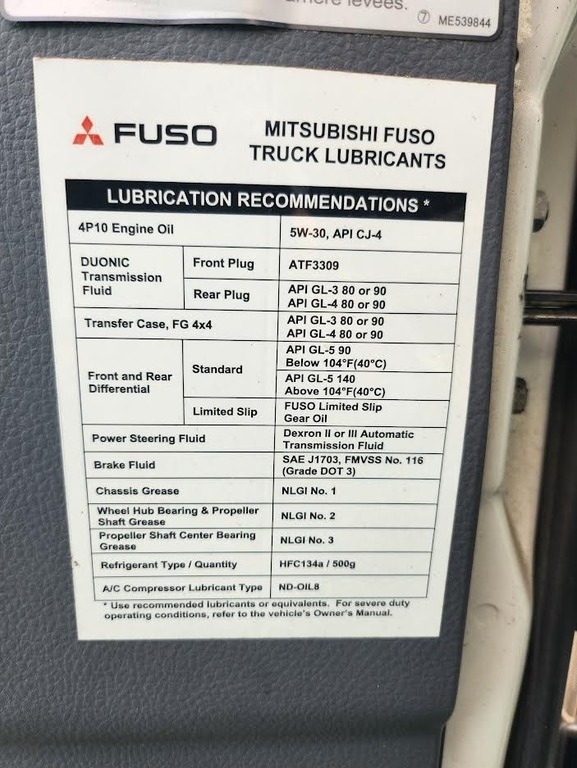 levées.
⑦ ME539844
FUSO
MITSUBISHI FUSO
TRUCK LUBRICANTS
LUBRICATION RECOMMENDATIONS *
4P10 Engine Oil
5W-30, API CJ-4
DUONIC
Transmission
Fluid
Front Plug
ATF3309
Rear Plug
API GL-3 80 or 90
API GL-4 80 or 90
Transfer Case, FG 4x4
API GL-3 80 or 90
API GL-4 80 or 90
Front and Rear
Differential
Standard
API GL-5 90
Below 104°F(40°C)
API GL-5 140
Above 104°F(40°C)
Limited Slip
FUSO Limited Slip
Gear Oil
Power Steering Fluid
Dexron II or III Automatic
Transmission Fluid
Brake Fluid
SAE J1703, FMVSS No. 116
(Grade DOT 3)
Chassis Grease
NLGI No. 1
Wheel Hub Bearing & Propeller
Shaft Grease
NLGI No. 2
Propeller Shaft Center Bearing
Grease
NLGI No. 3
Refrigerant Type / Quantity
HFC134a / 500g
A/C Compressor Lubricant Type
ND-OIL8
* Use recommended lubricants or equivalents. For severe duty
operating conditions, refer to the vehicle's Owner's Manual.